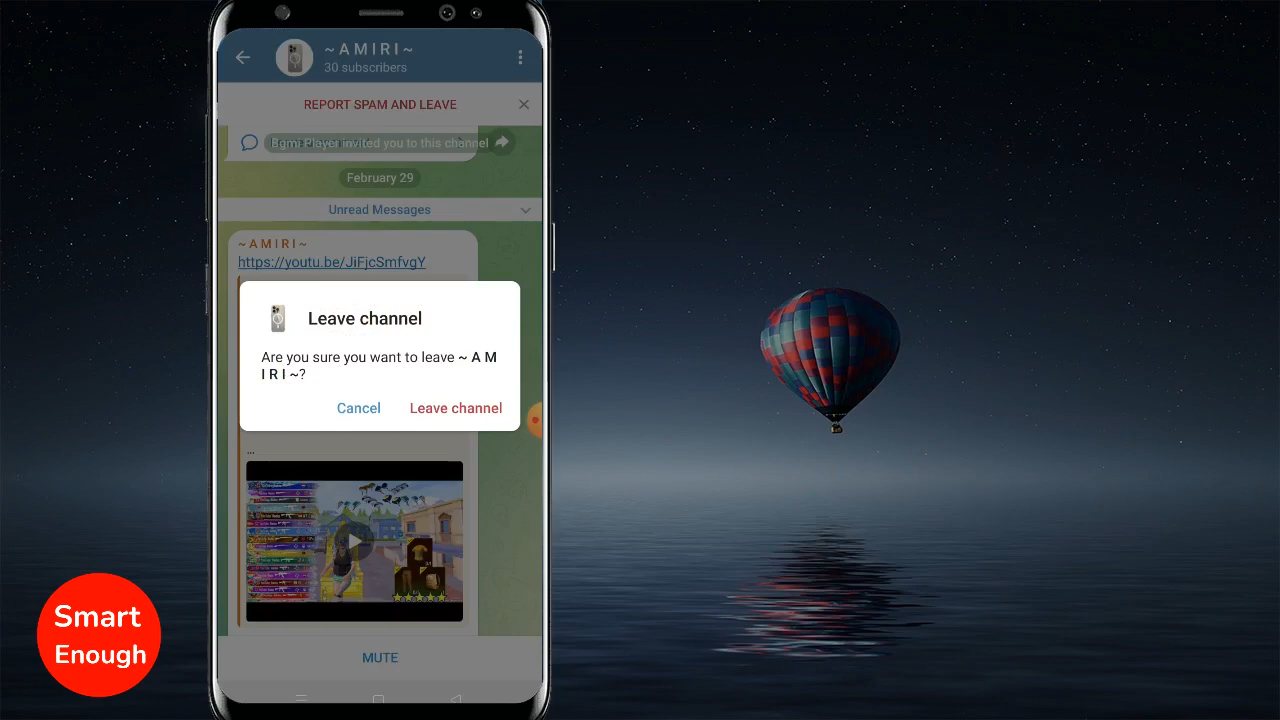 ~ A M I R I ~
30 subscribers
REPORT SPAM AND LEAVE
Bgmi Player invited you to this channel
February 29
Unread Messages
~ A M I R I ~
https://youtu.be/JiFjcSmfvgY
Leave channel
Are you sure you want to leave ~ A M
I R I ~?
Cancel
Leave channel
...
MUTE
Smart
Enough